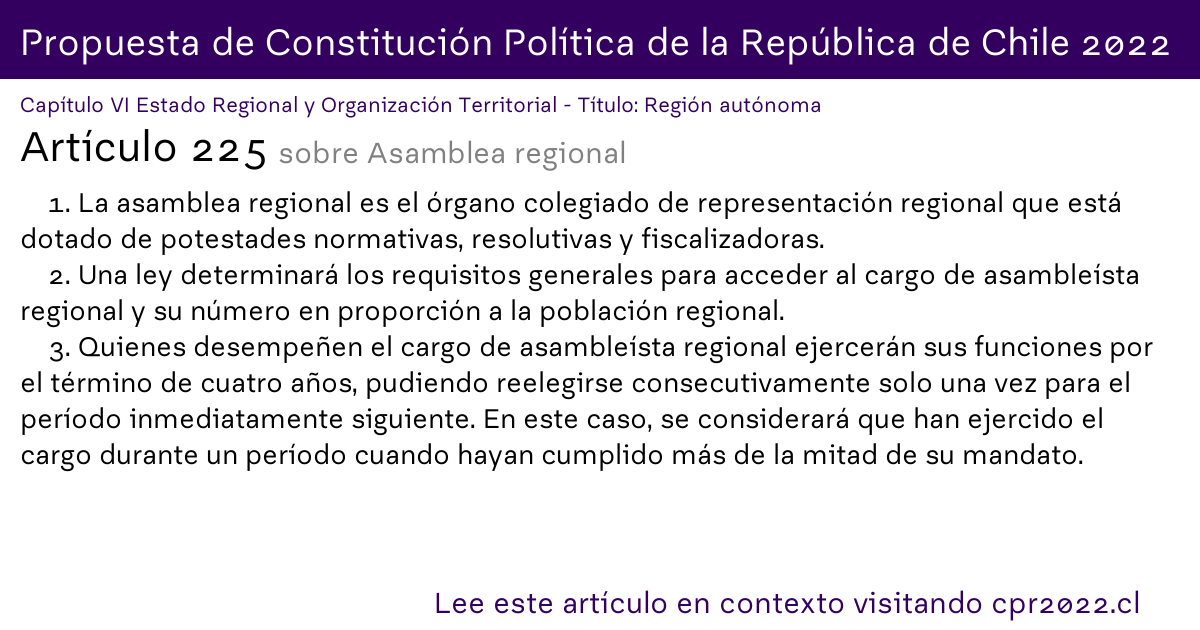 Propuesta de Constitución Política de la República de Chile 2022
Capítulo VI Estado Regional y Organización Territorial - Título: Región autónoma
Artículo 225 sobre Asamblea regional
1. La asamblea regional es el órgano colegiado de representación regional que está
dotado de potestades normativas, resolutivas y fiscalizadoras.
2. Una ley determinará los requisitos generales para acceder al cargo de asambleísta
regional y su número en proporción a la población regional.
3. Quienes desempeñen el cargo de asambleísta regional ejercerán sus funciones por
el término de cuatro años, pudiendo reelegirse consecutivamente solo una vez para el
período inmediatamente siguiente. En este caso, se considerará que han ejercido el
cargo durante un período cuando hayan cumplido más de la mitad de su mandato.
Lee este artículo en contexto visitando cpr2022.cl